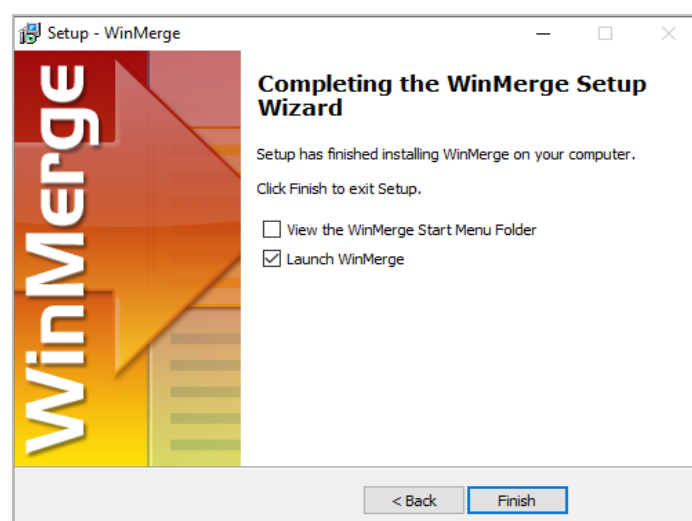 Setup - WinMerge
WinMerge
Completing the WinMerge Setup
Wizard
Setup has finished installing WinMerge on your computer.
Click Finish to exit Setup.
View the WinMerge Start Menu Folder
Launch WinMerge
< Back
Finish